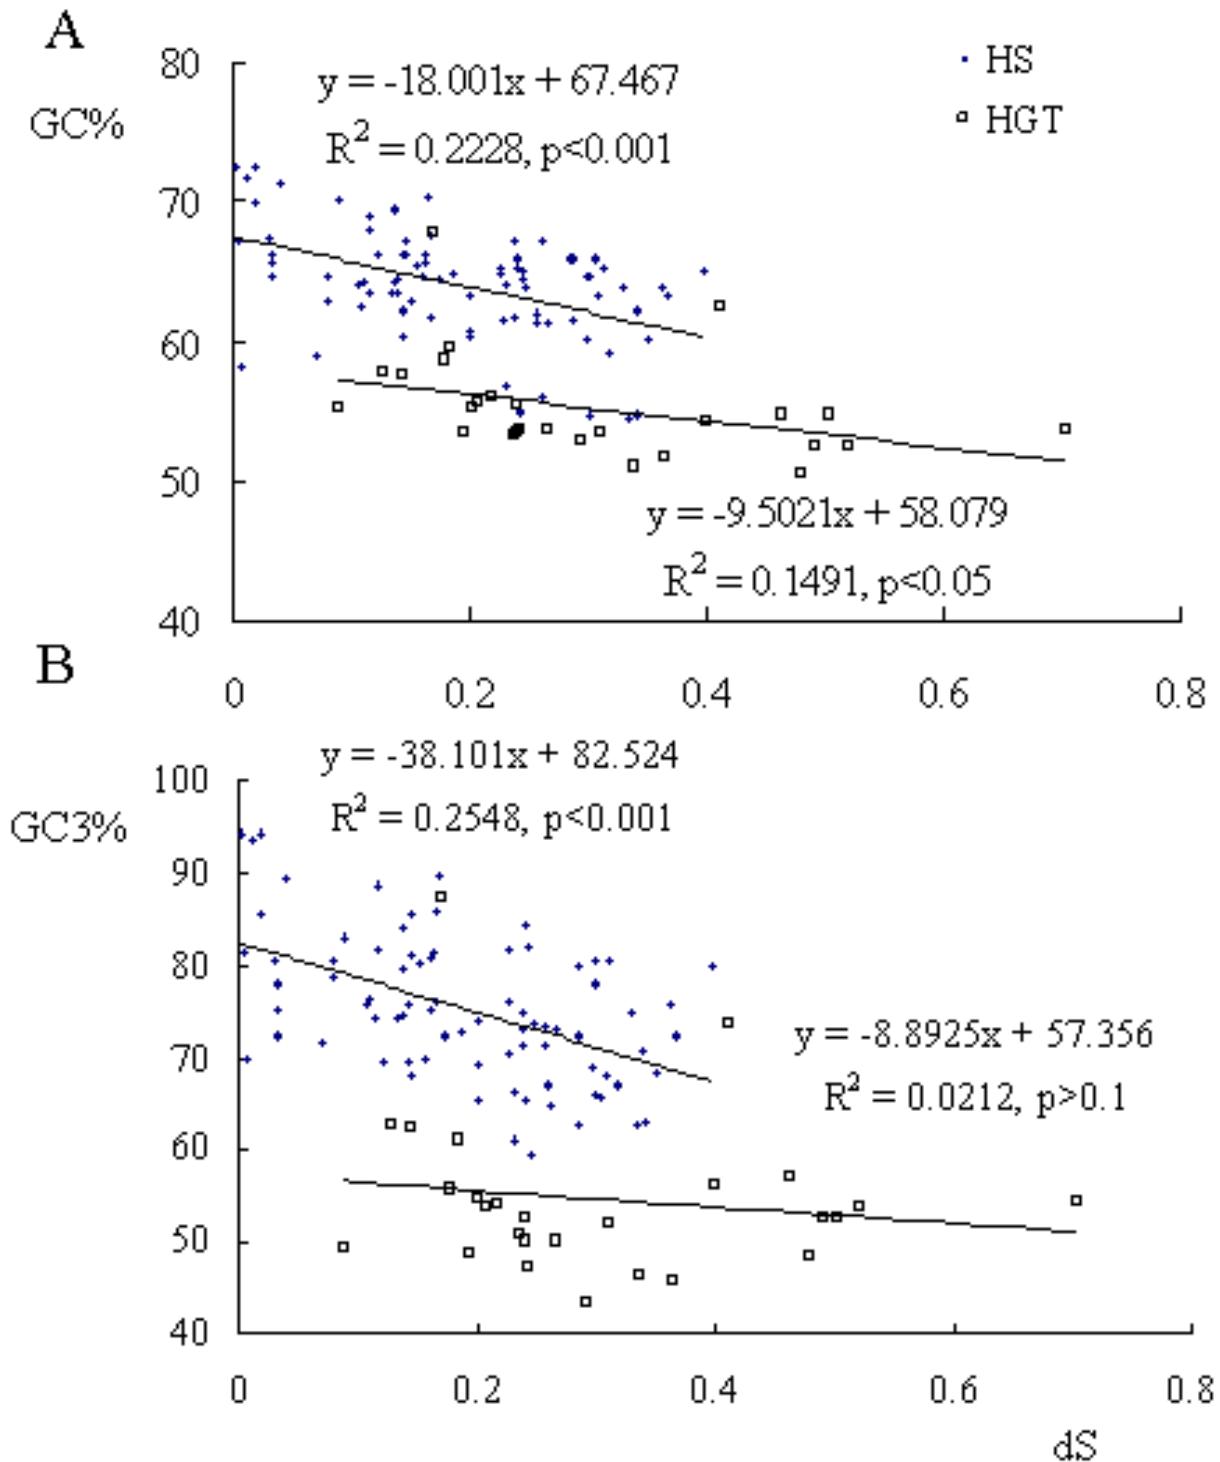 A
80
y = -18.001x + 67.467
HS
GC%
HGT
R² = 0.2228, p<0.001
70
60
50
y = -9.5021x + 58.079
R² = 0.1491, p<0.05
40
B
0 0.2 0.4 0.6 0.8
y = -38.101x + 82.524
100
R² = 0.2548, p<0.001
GC3%
90
80
y = -8.8925x + 57.356
70
R² = 0.0212, p>0.1
60
50
40
0 0.2 0.4 0.6 0.8
dS